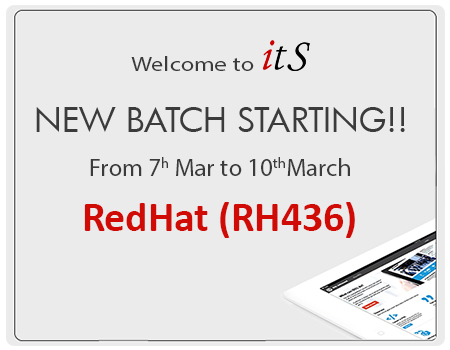 Welcome to itS
NEW BATCH STARTING!!
From 7h Mar to 10thMarch
RedHat (RH436)